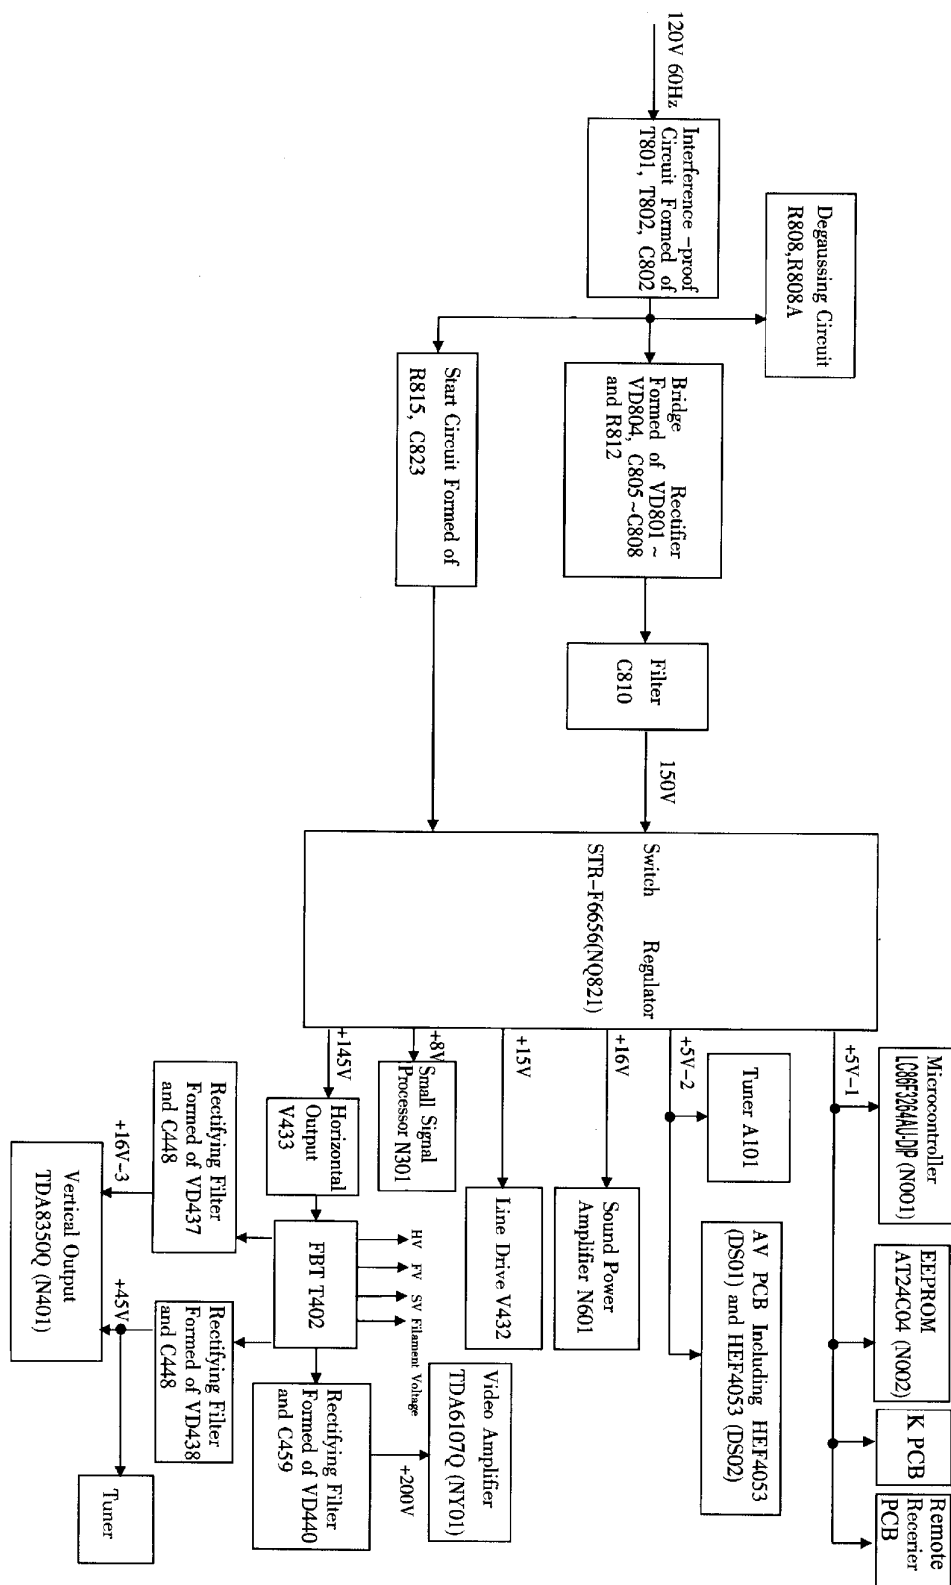 120V 60Hz
Interference -proof
Circuit Formed of
T801, T802, C802
Degaussing Circuit
R808,R808A
Bridge Rectifier
Formed of VD801 ~
VD804, C805~C808
and R812
Start Circuit Formed of
R815, C823
Filter
C810
150V
Switch Regulator
STR-F6656(NQ821)
+5V-1
Microcontroller
LC86F3264AU-DIP (N001)
EEPROM
AT24C04 (N002)
K PCB
Remote
Recerier
PCB
+5V-2
Tuner A101
AV PCB Including HEF4053
(DS01) and HEF4053 (DS02)
+16V
Sound Power
Amplifier N601
+15V
Line Drive V432
+8V
Small Signal
Processor N301
+145V
Horizontal
Output
V433
FBT T402
HV
FV
SV
Filament Voltage
Rectifying Filter
Formed of VD440
and C459
+200V
Video Amplifier
TDA6107Q (NY01)
Rectifying Filter
Formed of VD437
and C448
+16V-3
Rectifying Filter
Formed of VD438
and C448
+45V
Vertical Output
TDA8350Q (N401)
Tuner